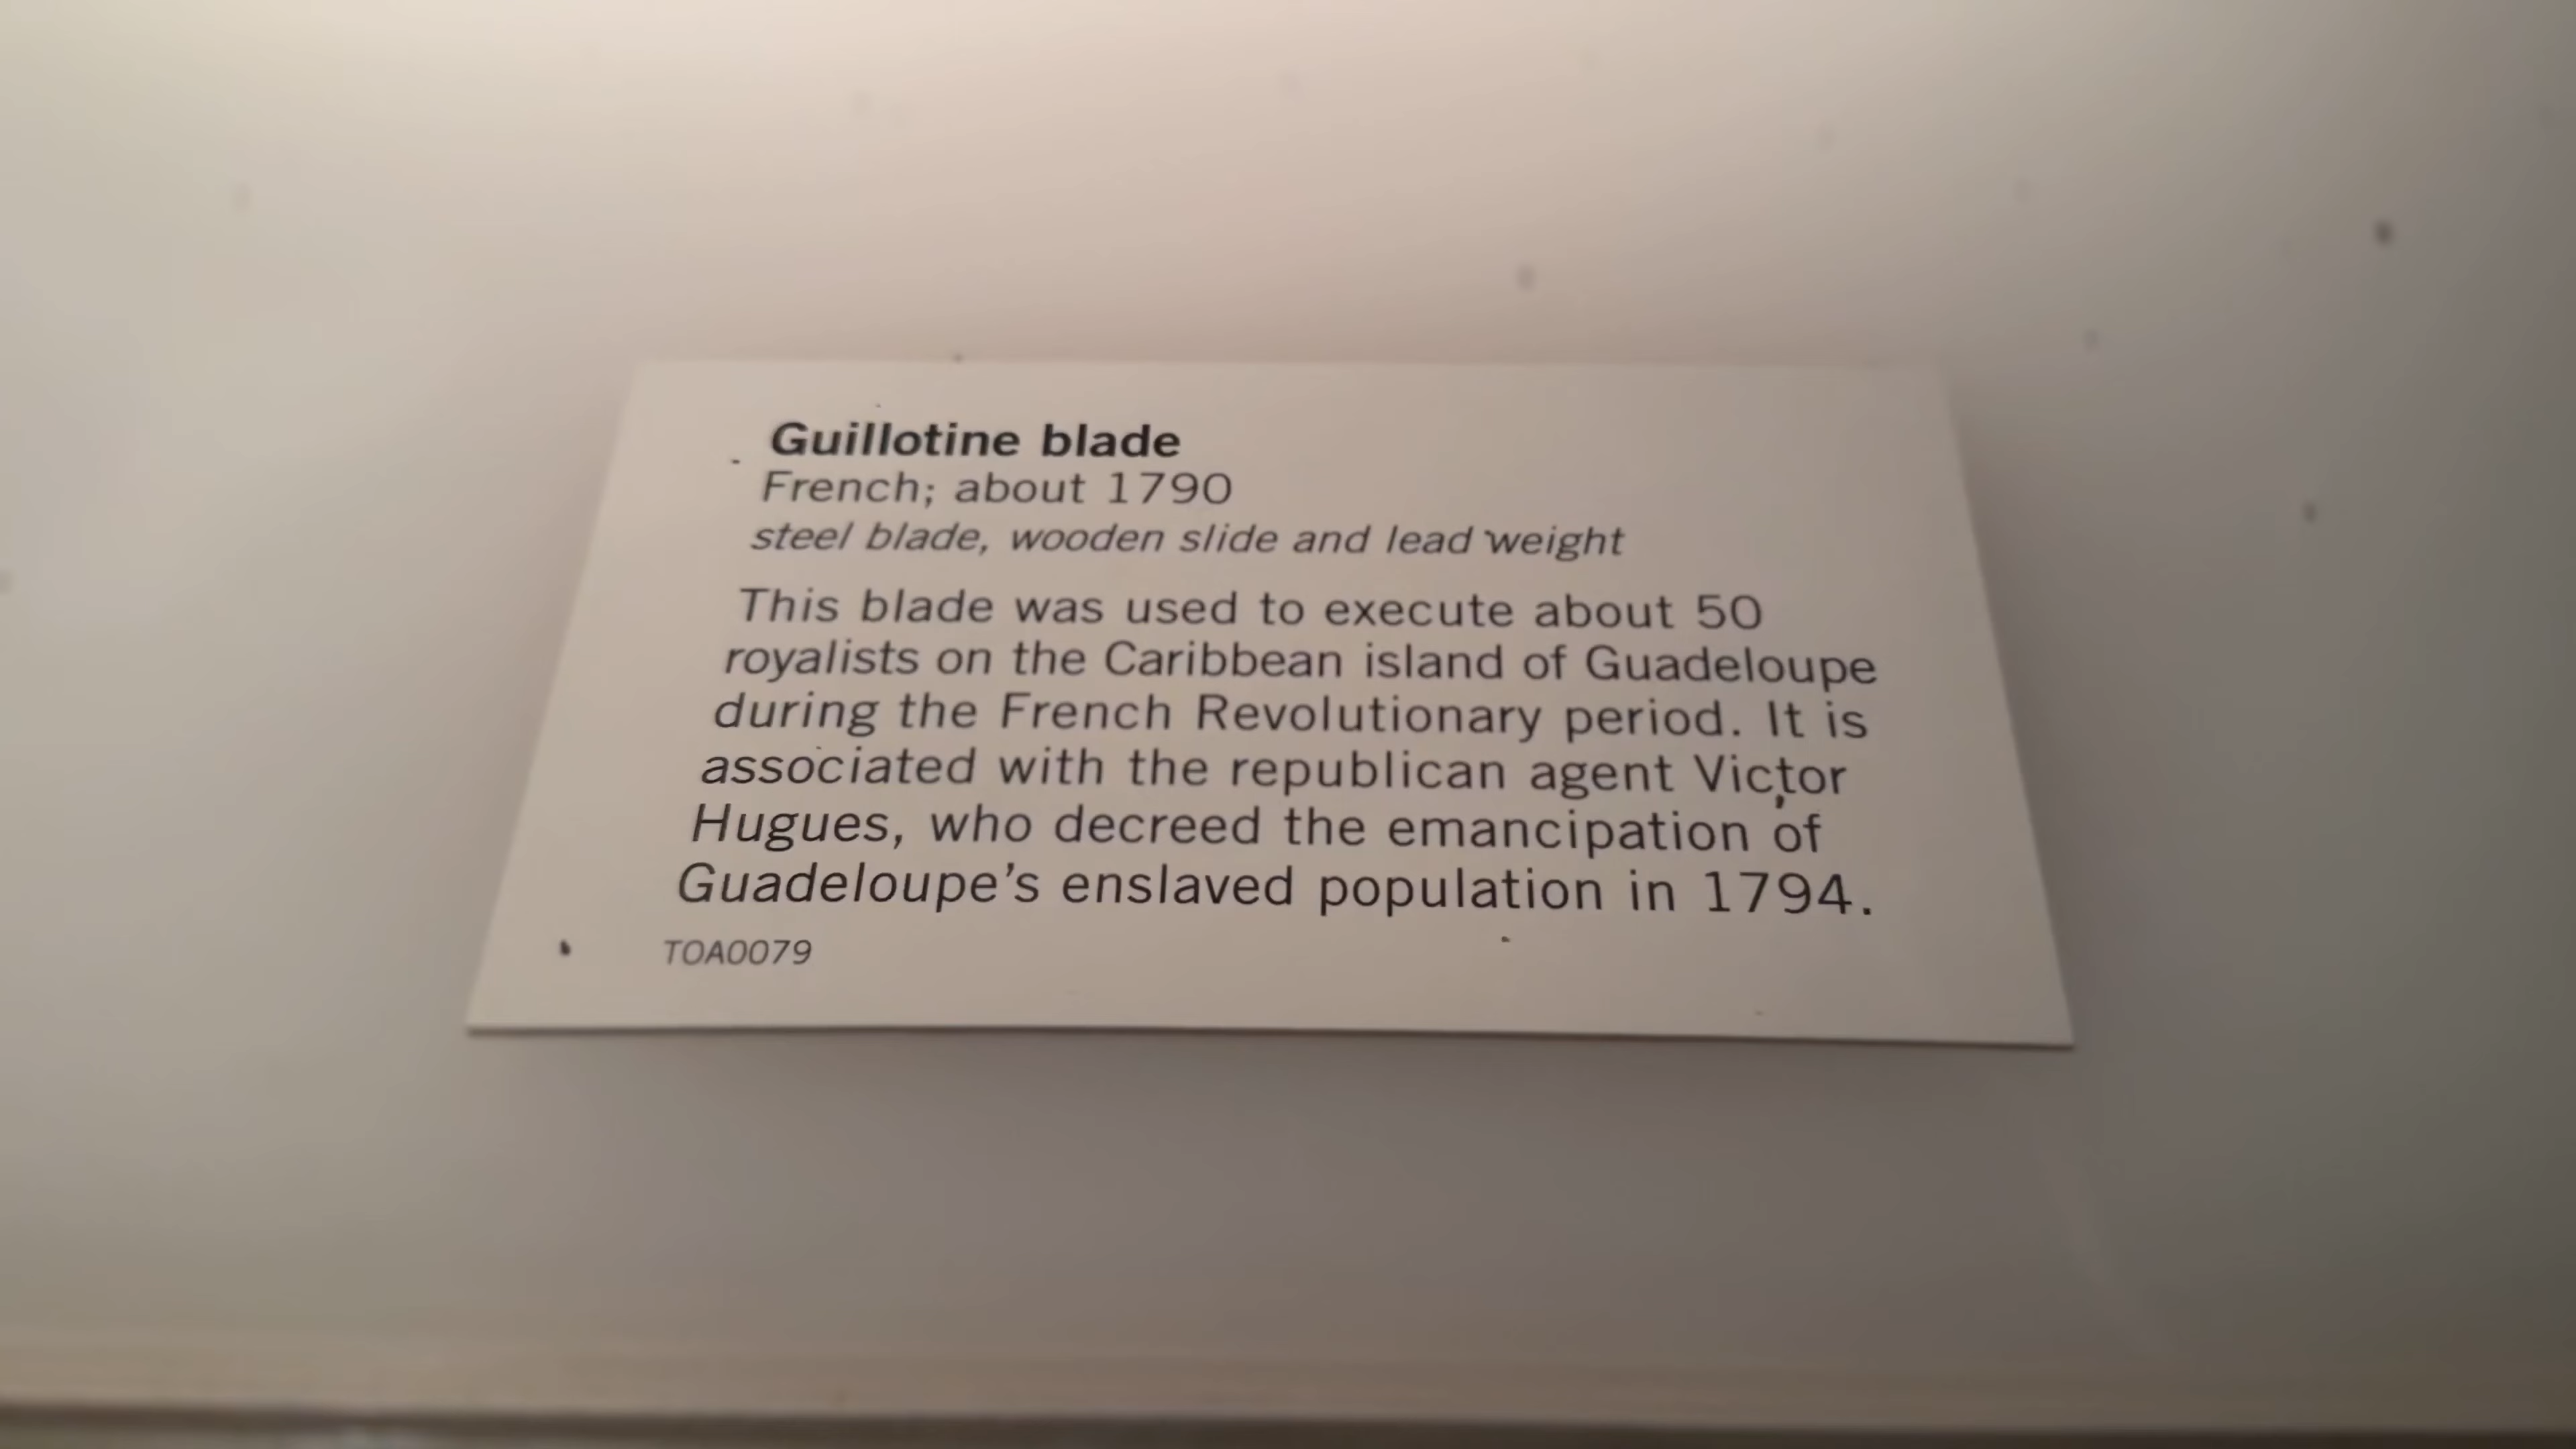 Guillotine blade
French; about 1790
steel blade, wooden slide and lead weight
This blade was used to execute about 50
royalists on the Caribbean island of Guadeloupe
during the French Revolutionary period. It is
associated with the republican agent Victor
Hugues, who decreed the emancipation of
Guadeloupe’s enslaved population in 1794.
TOA0079